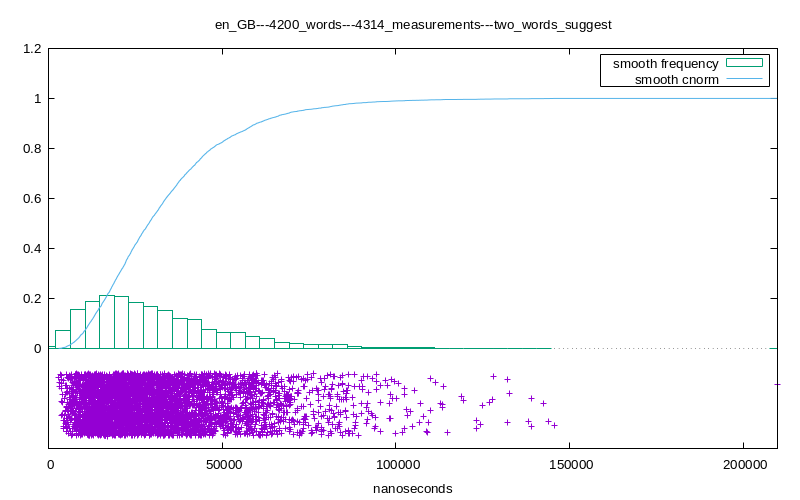 en_GB---4200_words---4314_measurements---two_words_suggest
1.2
smooth frequency
smooth cnorm
1
0.8
0.6
0.4
0.2
0
0 50000 100000 150000 200000
nanoseconds